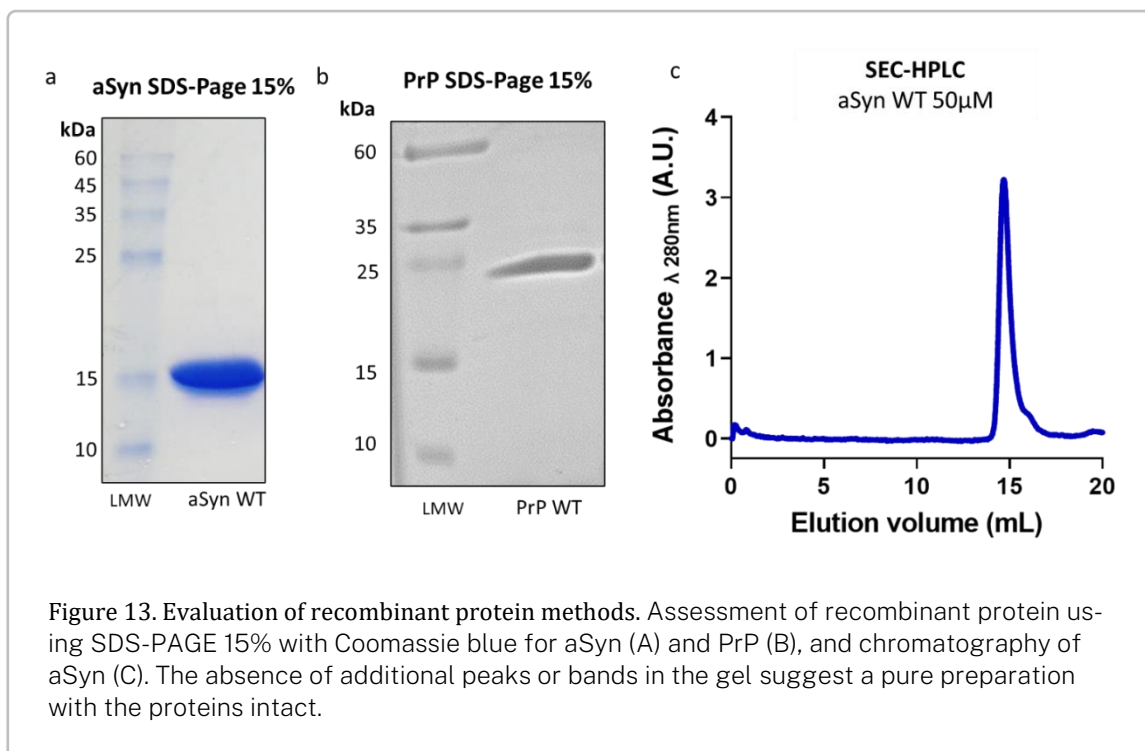 a
aSyn SDS-Page 15%
kDa
60
45
35
25
15
10
LMW aSyn WT
b
PrP SDS-Page 15%
kDa
60
35
25
15
10
LMW PrP WT
c
SEC-HPLC
aSyn WT 50µM
Absorbance λ 280nm (A.U.)
4
3
2
1
0
0 5 10 15 20
Elution volume (mL)
Figure 13. Evaluation of recombinant protein methods. Assessment of recombinant protein us-
ing SDS-PAGE 15% with Coomassie blue for aSyn (A) and PrP (B), and chromatography of
aSyn (C). The absence of additional peaks or bands in the gel suggest a pure preparation
with the proteins intact.